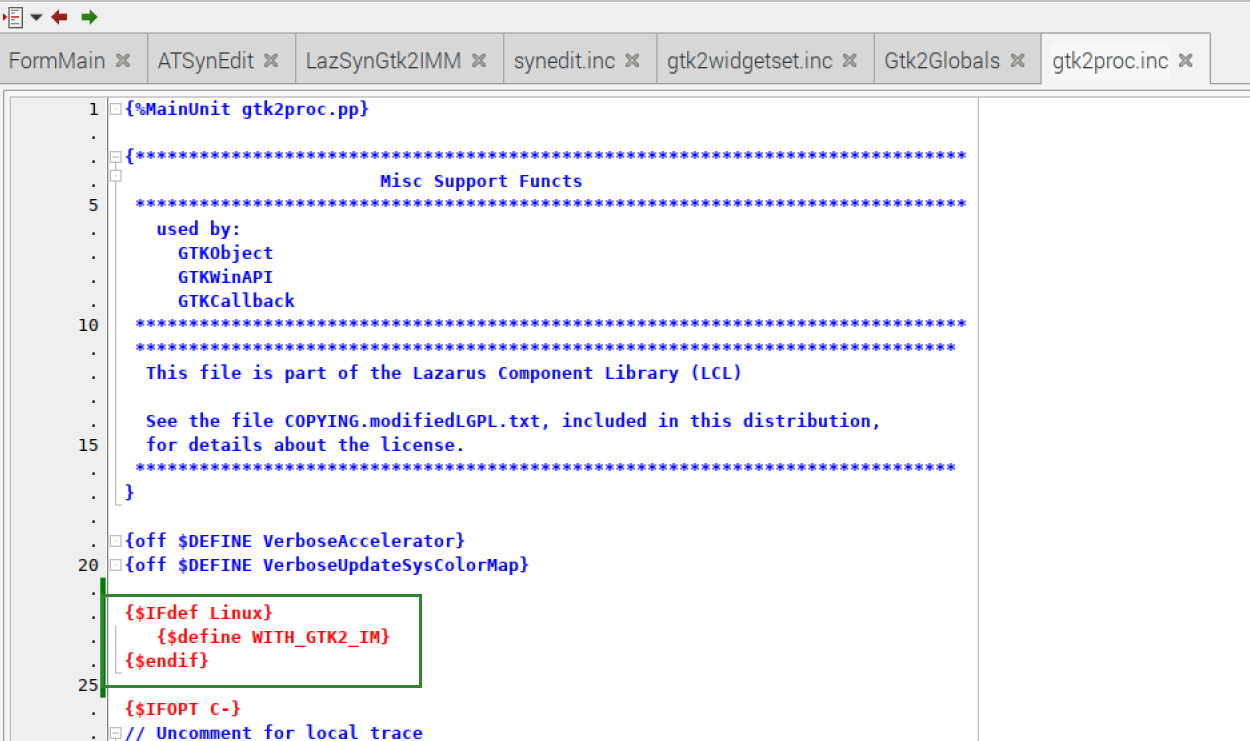 FormMain ATSynEdit LazSynGtk2IMM synedit.inc gtk2widgetset.inc Gtk2Globals gtk2proc.inc
1 {%MainUnit gtk2proc.pp}
.
. {******************************************************************************
. Misc Support Functs
5 ******************************************************************************
. used by:
. GTKObject
. GTKWinAPI
. GTKCallback
10 ******************************************************************************
. *****************************************************************************
. This file is part of the Lazarus Component Library (LCL)
.
. See the file COPYING.modifiedLGPL.txt, included in this distribution,
15 for details about the license.
. *****************************************************************************
. }
.
. {off $DEFINE VerboseAccelerator}
20 {off $DEFINE VerboseUpdateSysColorMap}
.
. {$IFdef Linux}
. {$define WITH_GTK2_IM}
. {$endif}
25
. {$IFOPT C-}
. // Uncomment for local trace